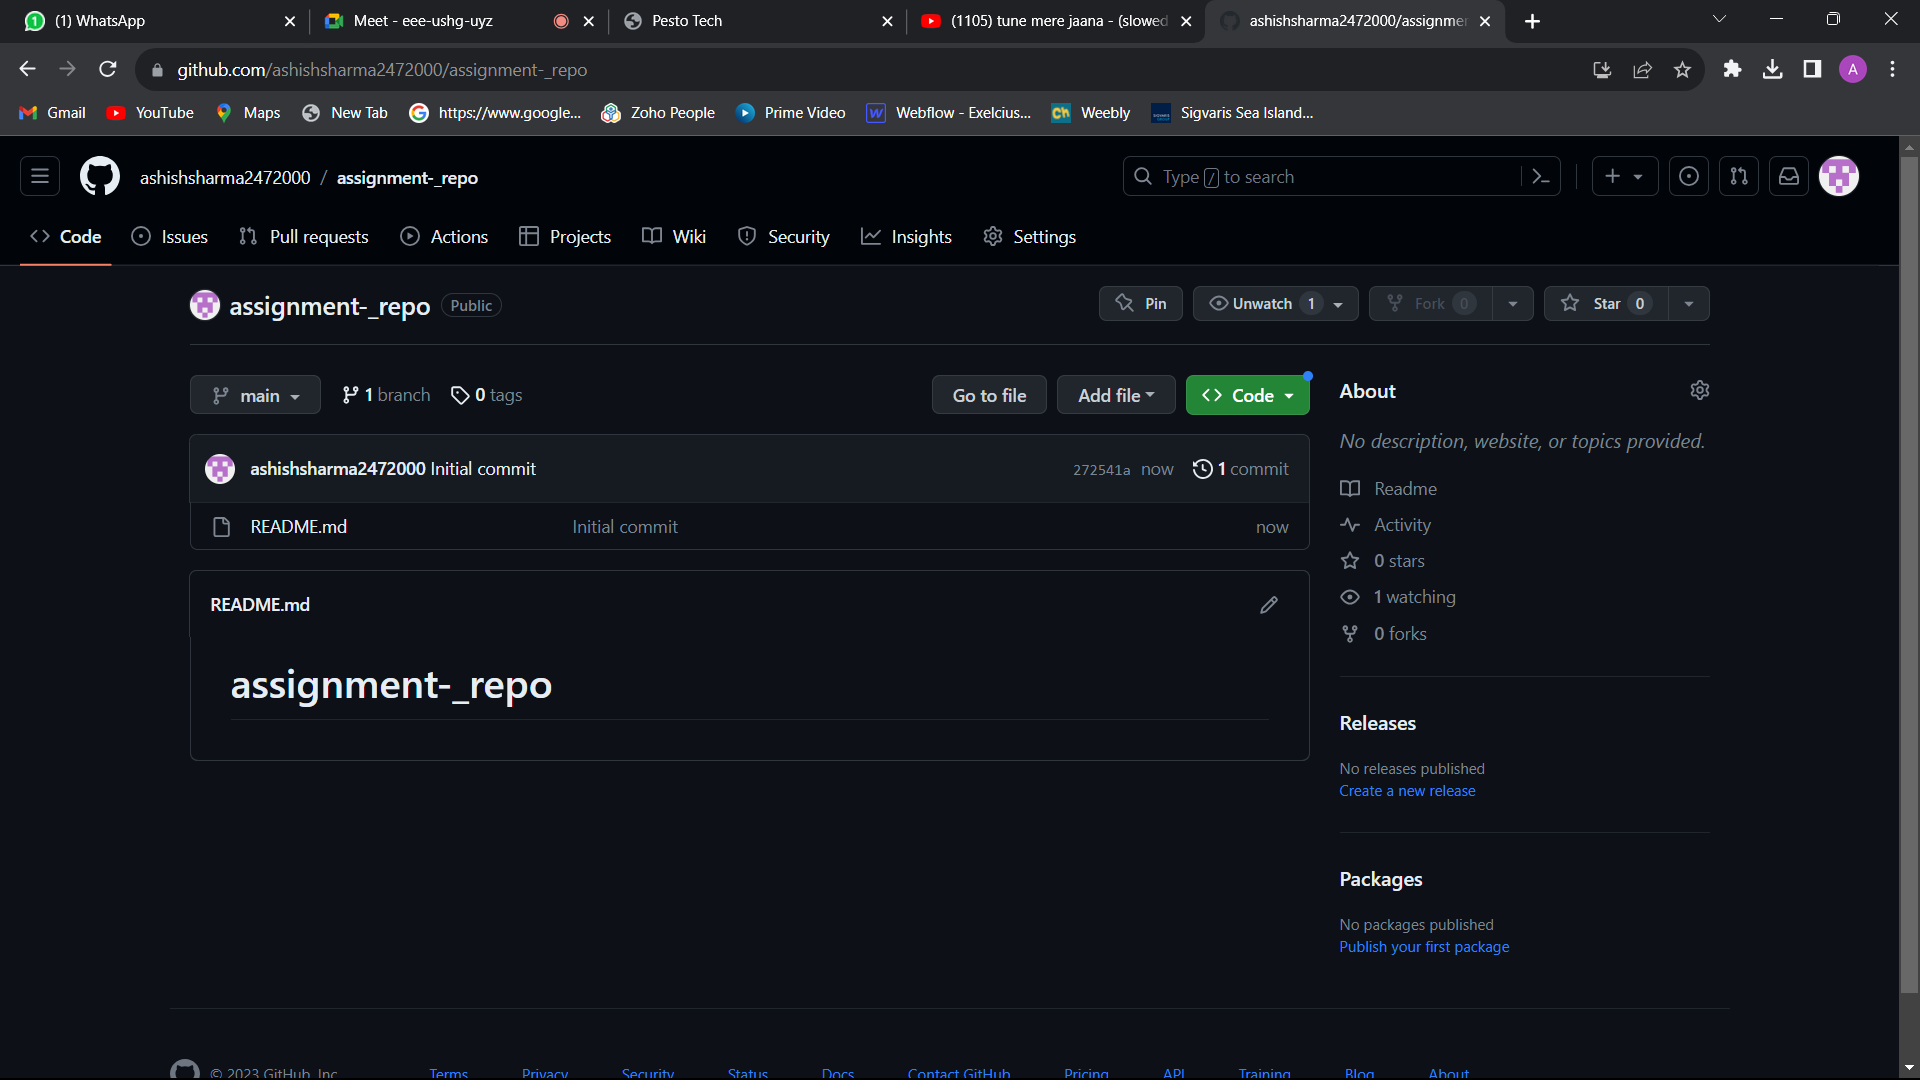 (1) WhatsApp
Meet - eee-ushg-uyz
Pesto Tech
(1105) tune mere jaana - (slowed
ashishsharma2472000/assignmen
github.com/ashishsharma2472000/assignment-_repo
A
Gmail
YouTube
Maps
New Tab
https://www.google...
Zoho People
Prime Video
Webflow - Exelcius...
Weebly
Sigvaris Sea Island...
ashishsharma2472000 / assignment-_repo
Type / to search
Code
Issues
Pull requests
Actions
Projects
Wiki
Security
Insights
Settings
assignment-_repo Public
Pin
Unwatch 1
Fork 0
Star 0
main
1 branch
0 tags
Go to file
Add file
Code
ashishsharma2472000 Initial commit
272541a now
1 commit
README.md Initial commit now
README.md
assignment-_repo
About
No description, website, or topics provided.
Readme
Activity
0 stars
1 watching
0 forks
Releases
No releases published
Create a new release
Packages
No packages published
Publish your first package
© 2023 GitHub, Inc.
Terms
Privacy
Security
Status
Docs
Contact GitHub
Pricing
API
Training
Blog
About